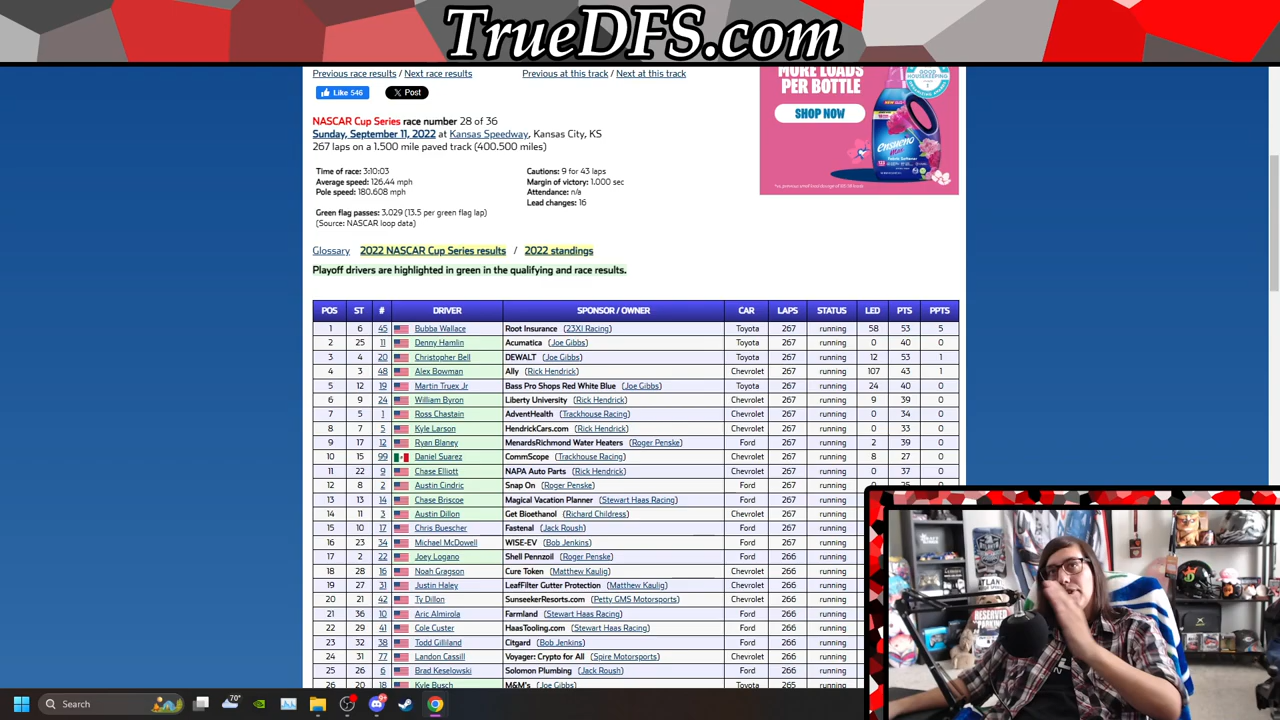 TrueDFS.com
Previous race results / Next race results Previous at this track / Next at this track
Like 546 Post
MORE LOADS
PER BOTTLE
SHOP NOW
GOOD
HOUSEKEEPING
ensueño
NASCAR Cup Series race number 28 of 36
Sunday, September 11, 2022 at Kansas Speedway, Kansas City, KS
267 laps on a 1.500 mile paved track (400.500 miles)
Time of race: 3:10:03
Average speed: 126.44 mph
Pole speed: 180.608 mph
Cautions: 9 for 43 laps
Margin of victory: 1.000 sec
Attendance: n/a
Lead changes: 16
Green flag passes: 3.029 (13.5 per green flag lap)
(Source: NASCAR loop data)
Glossary 2022 NASCAR Cup Series results / 2022 standings
Playoff drivers are highlighted in green in the qualifying and race results.
POS ST # DRIVER SPONSOR / OWNER CAR LAPS STATUS LED PTS PPTS
1 6 45 Bubba Wallace Root Insurance (23XI Racing) Toyota 267 running 58 53 5
2 25 11 Denny Hamlin Acumatica (Joe Gibbs) Toyota 267 running 0 40 0
3 4 20 Christopher Bell DEWALT (Joe Gibbs) Toyota 267 running 12 53 1
4 3 48 Alex Bowman Ally (Rick Hendrick) Chevrolet 267 running 107 43 1
5 12 19 Martin Truex Jr Bass Pro Shops Red White Blue (Joe Gibbs) Toyota 267 running 24 40 0
6 9 24 William Byron Liberty University (Rick Hendrick) Chevrolet 267 running 9 39 0
7 5 1 Ross Chastain AdventHealth (Trackhouse Racing) Chevrolet 267 running 0 34 0
8 7 5 Kyle Larson HendrickCars.com (Rick Hendrick) Chevrolet 267 running 0 33 0
9 17 12 Ryan Blaney MenardsRichmond Water Heaters (Roger Penske) Ford 267 running 2 39 0
10 15 99 Daniel Suarez CommScope (Trackhouse Racing) Chevrolet 267 running 8 27 0
11 22 9 Chase Elliott NAPA Auto Parts (Rick Hendrick) Chevrolet 267 running 0 37 0
12 8 2 Austin Cindric Snap On (Roger Penske) Ford 267 running
13 13 14 Chase Briscoe Magical Vacation Planner (Stewart Haas Racing) Ford 267 running
14 11 3 Austin Dillon Get Bioethanol (Richard Childress) Chevrolet 267 running
15 10 17 Chris Buescher Fastenal (Jack Roush) Ford 267 running
16 23 34 Michael McDowell WISE-EV (Bob Jenkins) Ford 267 running
17 2 22 Joey Logano Shell Pennzoil (Roger Penske) Ford 266 running
18 28 16 Noah Gragson Cure Token (Matthew Kaulig) Chevrolet 266 running
19 27 31 Justin Haley LeafFilter Gutter Protection (Matthew Kaulig) Chevrolet 266 running
20 21 42 Ty Dillon SunseekerResorts.com (Petty GMS Motorsports) Chevrolet 266 running
21 36 10 Aric Almirola Farmland (Stewart Haas Racing) Ford 266 running
22 29 41 Cole Custer HaasTooling.com (Stewart Haas Racing) Ford 266 running
23 32 38 Todd Gilliland Citgard (Bob Jenkins) Ford 266 running
24 31 77 Landon Cassill Voyager: Crypto for All (Spire Motorsports) Chevrolet 266 running
25 26 6 Brad Keselowski Solomon Plumbing (Jack Roush) Ford 266 running
26 20 18 Kyle Busch M&M's (Joe Gibbs) Toyota 265 running
RESERVED
Search
70°